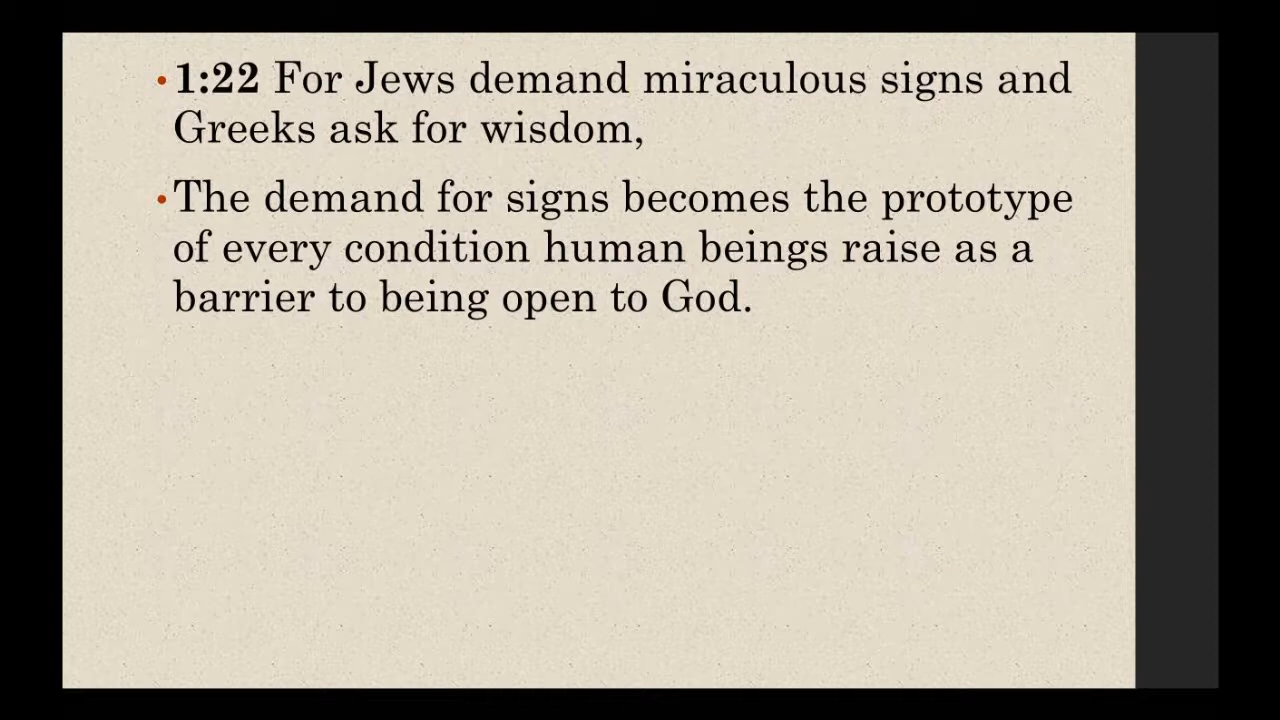 •1:22 For Jews demand miraculous signs and
Greeks ask for wisdom,
•The demand for signs becomes the prototype
of every condition human beings raise as a
barrier to being open to God.